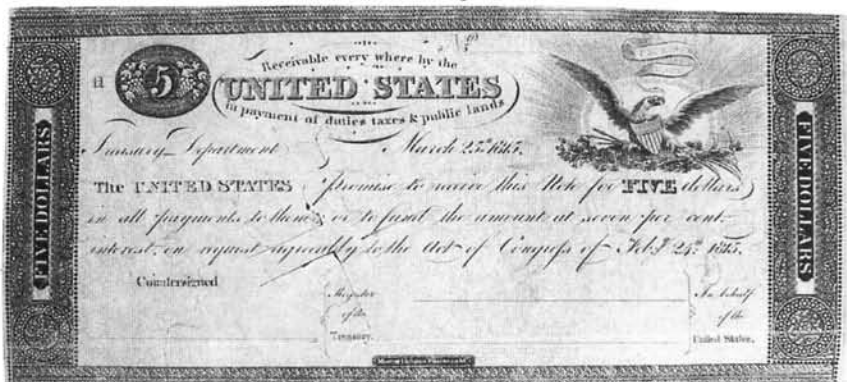 Nº
Receivable every where by the
a 5 UNITED STATES
in payment of duties taxes & public lands
Treasury Department March 25th 1815.
The UNITED STATES promise to receive this Note for FIVE dollars
in all payments to them; or to fund the amount at seven per cent.
interest, on request agreeably to the Act of Congress of Feby. 24th 1815.
Countersigned
Register
of the
Treasury.
In behalf
of the
United States.
FIVE DOLLARS
FIVE DOLLARS